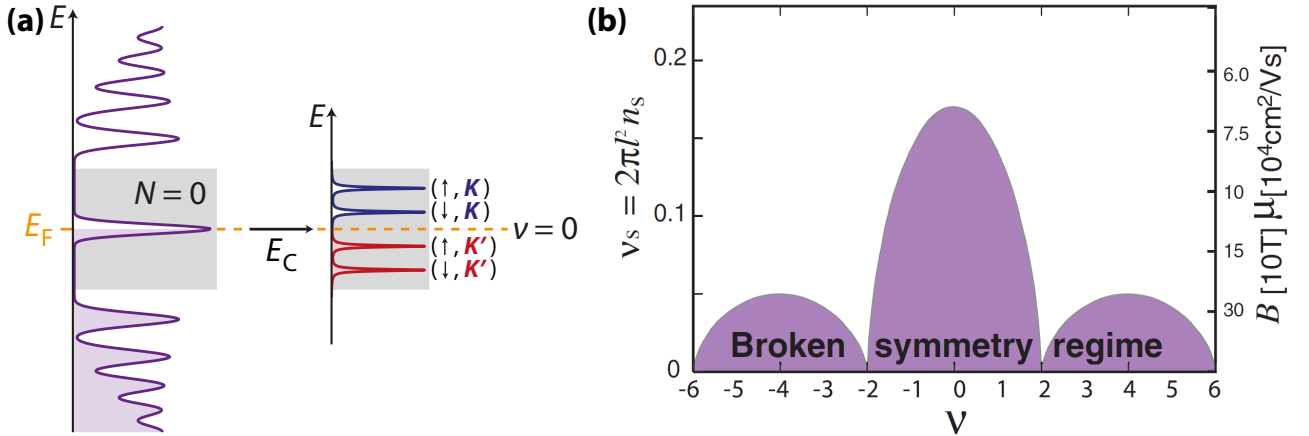 (a)
E
N = 0
E_F
E_C
E
(↑, K)
(↓, K)
(↑, K')
(↓, K')
ν = 0
(b)
ν_s = 2πl² n_s
0.2
0.1
0
Broken symmetry regime
-6 -5 -4 -3 -2 -1 0 1 2 3 4 5 6
ν
6.0
7.5
10
15
30
B [10T] μ[10⁴cm²/Vs]